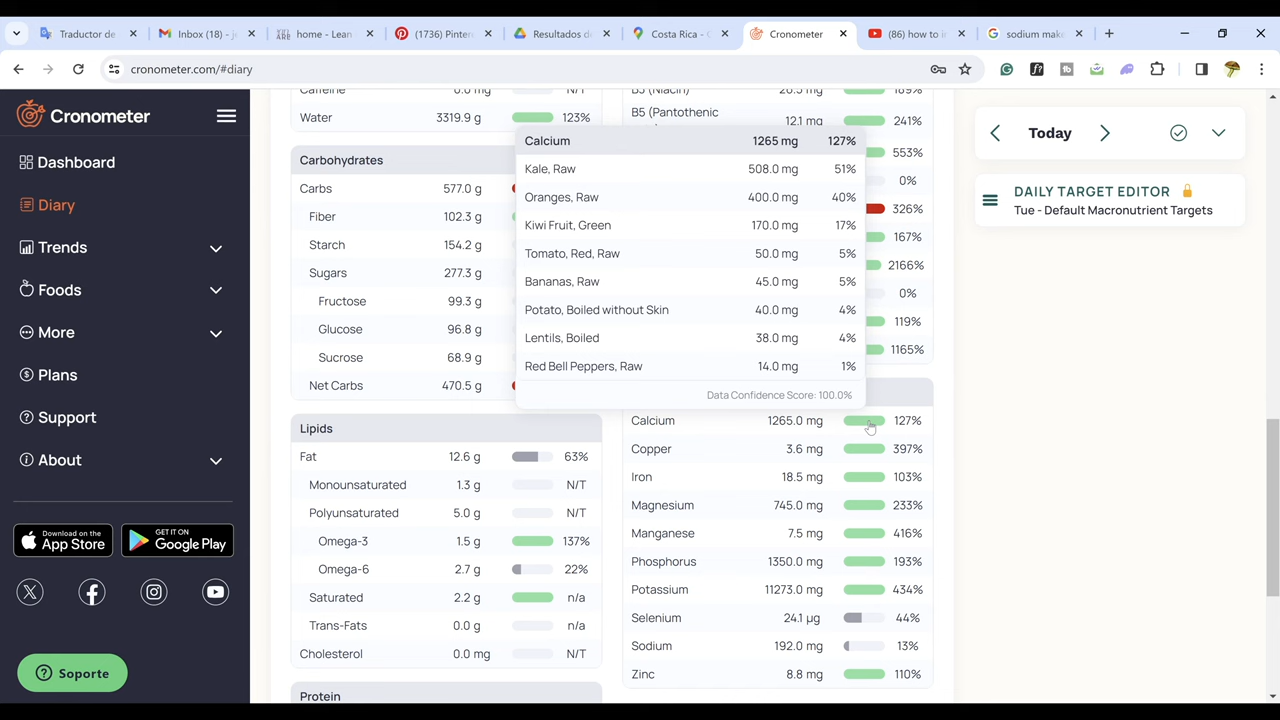 Traductor de
Inbox (18) - j
home - Lean
(1736) Pinter
Resultados de
Costa Rica - G
Cronometer
(86) how to i
sodium make
cronometer.com/#diary
Cronometer
Dashboard
Diary
Trends
Foods
More
Plans
Support
About
Download on the
App Store
GET IT ON
Google Play
Soporte
Caffeine 0.0 mg N/T
Water 3319.9 g 123%
Carbohydrates
Carbs 577.0 g
Fiber 102.3 g
Starch 154.2 g
Sugars 277.3 g
Fructose 99.3 g
Glucose 96.8 g
Sucrose 68.9 g
Net Carbs 470.5 g
Lipids
Fat 12.6 g 63%
Monounsaturated 1.3 g N/T
Polyunsaturated 5.0 g N/T
Omega-3 1.5 g 137%
Omega-6 2.7 g 22%
Saturated 2.2 g n/a
Trans-Fats 0.0 g n/a
Cholesterol 0.0 mg N/T
Protein
B3 (Niacin) 26.5 mg 189%
B5 (Pantothenic
12.1 mg 241%
553%
0%
326%
167%
2166%
0%
119%
1165%
Calcium 1265 mg 127%
Kale, Raw 508.0 mg 51%
Oranges, Raw 400.0 mg 40%
Kiwi Fruit, Green 170.0 mg 17%
Tomato, Red, Raw 50.0 mg 5%
Bananas, Raw 45.0 mg 5%
Potato, Boiled without Skin 40.0 mg 4%
Lentils, Boiled 38.0 mg 4%
Red Bell Peppers, Raw 14.0 mg 1%
Data Confidence Score: 100.0%
Calcium 1265.0 mg 127%
Copper 3.6 mg 397%
Iron 18.5 mg 103%
Magnesium 745.0 mg 233%
Manganese 7.5 mg 416%
Phosphorus 1350.0 mg 193%
Potassium 11273.0 mg 434%
Selenium 24.1 µg 44%
Sodium 192.0 mg 13%
Zinc 8.8 mg 110%
Today
DAILY TARGET EDITOR
Tue - Default Macronutrient Targets